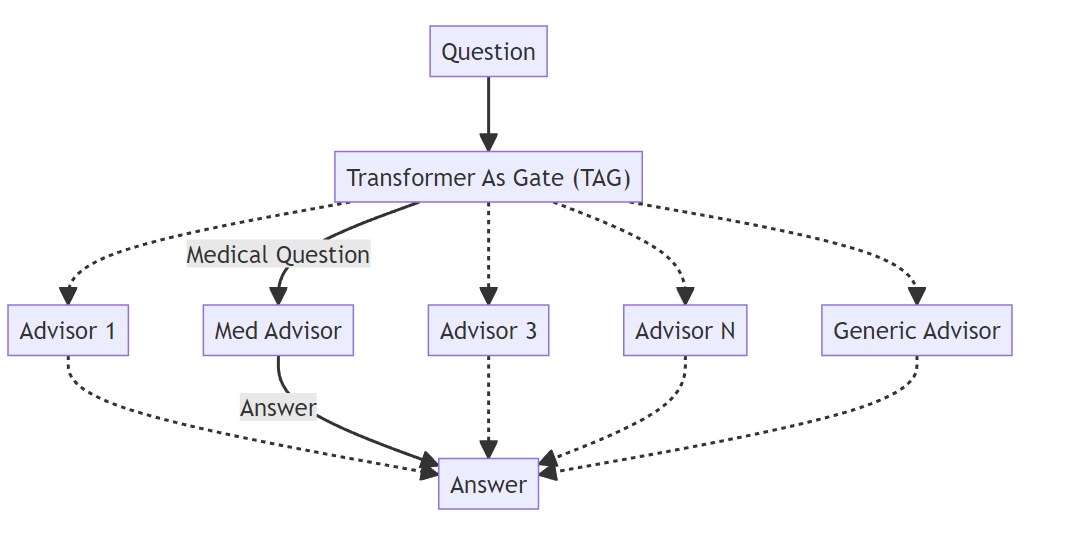 Question
Transformer As Gate (TAG)
Medical Question
Advisor 1
Med Advisor
Advisor 3
Advisor N
Generic Advisor
Answer
Answer